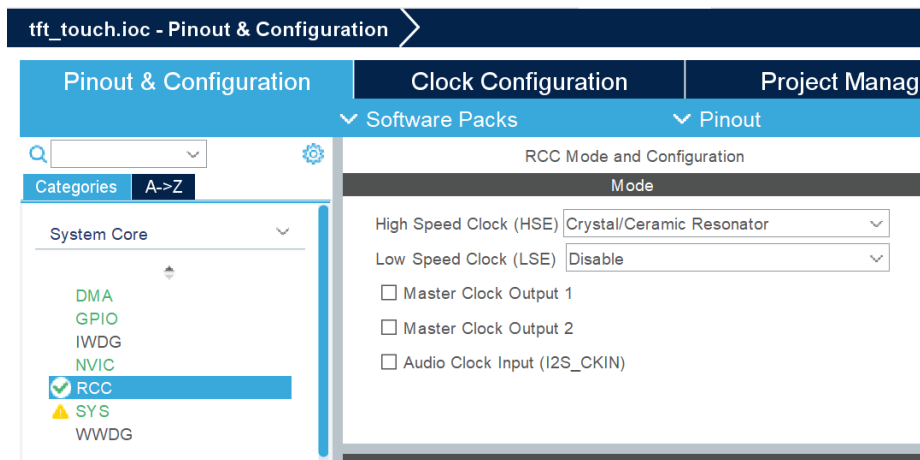 tft_touch.ioc - Pinout & Configuration
Pinout & Configuration
Clock Configuration
Project Manag
Software Packs
Pinout
RCC Mode and Configuration
Categories
A->Z
Mode
System Core
High Speed Clock (HSE) Crystal/Ceramic Resonator
Low Speed Clock (LSE) Disable
Master Clock Output 1
Master Clock Output 2
Audio Clock Input (I2S_CKIN)
DMA
GPIO
IWDG
NVIC
RCC
SYS
WWDG